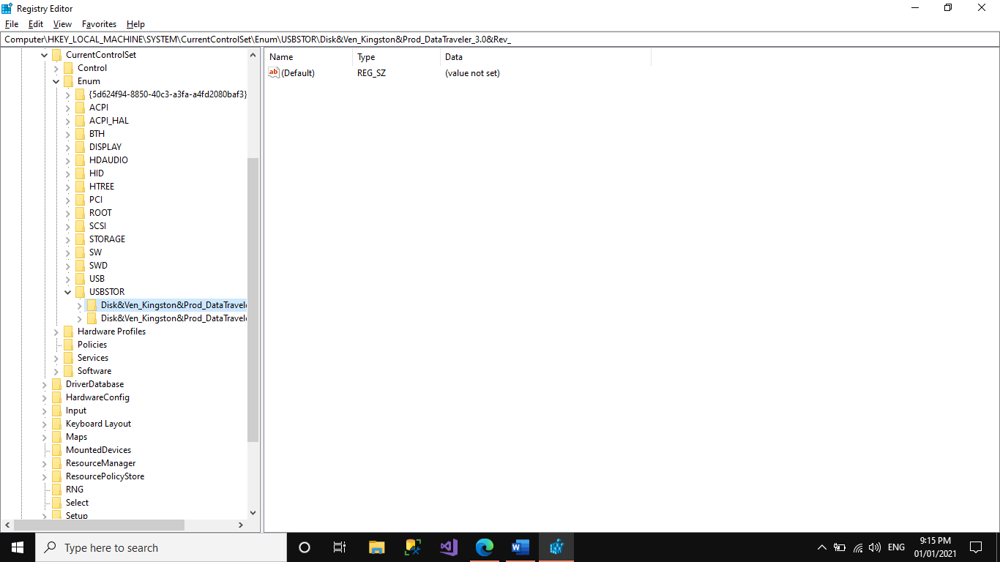 Registry Editor
File Edit View Favorites Help
Computer\HKEY_LOCAL_MACHINE\SYSTEM\CurrentControlSet\Enum\USBSTOR\Disk&Ven_Kingston&Prod_DataTraveler_3.0&Rev_
CurrentControlSet
Control
Enum
{5d624f94-8850-40c3-a3fa-a4fd2080baf3}
ACPI
ACPI_HAL
BTH
DISPLAY
HDAUDIO
HID
HTREE
PCI
ROOT
SCSI
STORAGE
SW
SWD
USB
USBSTOR
Disk&Ven_Kingston&Prod_DataTravele
Disk&Ven_Kingston&Prod_DataTravele
Hardware Profiles
Policies
Services
Software
DriverDatabase
HardwareConfig
Input
Keyboard Layout
Maps
MountedDevices
ResourceManager
ResourcePolicyStore
RNG
Select
Setup
Name Type Data
ab (Default) REG_SZ (value not set)
Type here to search
ENG
9:15 PM
01/01/2021